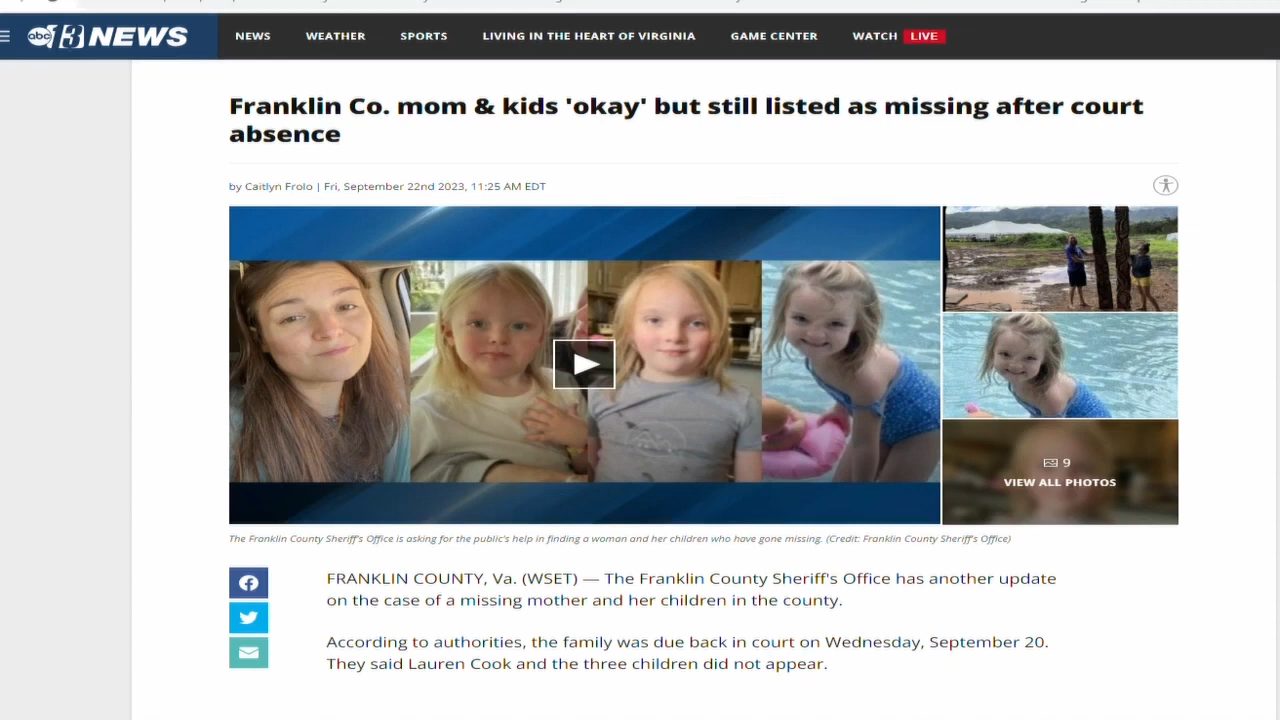 abc 13 NEWS
NEWS WEATHER SPORTS LIVING IN THE HEART OF VIRGINIA GAME CENTER WATCH LIVE
Franklin Co. mom & kids 'okay' but still listed as missing after court
absence
by Caitlyn Frolo | Fri, September 22nd 2023, 11:25 AM EDT
9
VIEW ALL PHOTOS
The Franklin County Sheriff's Office is asking for the public's help in finding a woman and her children who have gone missing. (Credit: Franklin County Sheriff's Office)
FRANKLIN COUNTY, Va. (WSET) — The Franklin County Sheriff's Office has another update
on the case of a missing mother and her children in the county.
According to authorities, the family was due back in court on Wednesday, September 20.
They said Lauren Cook and the three children did not appear.